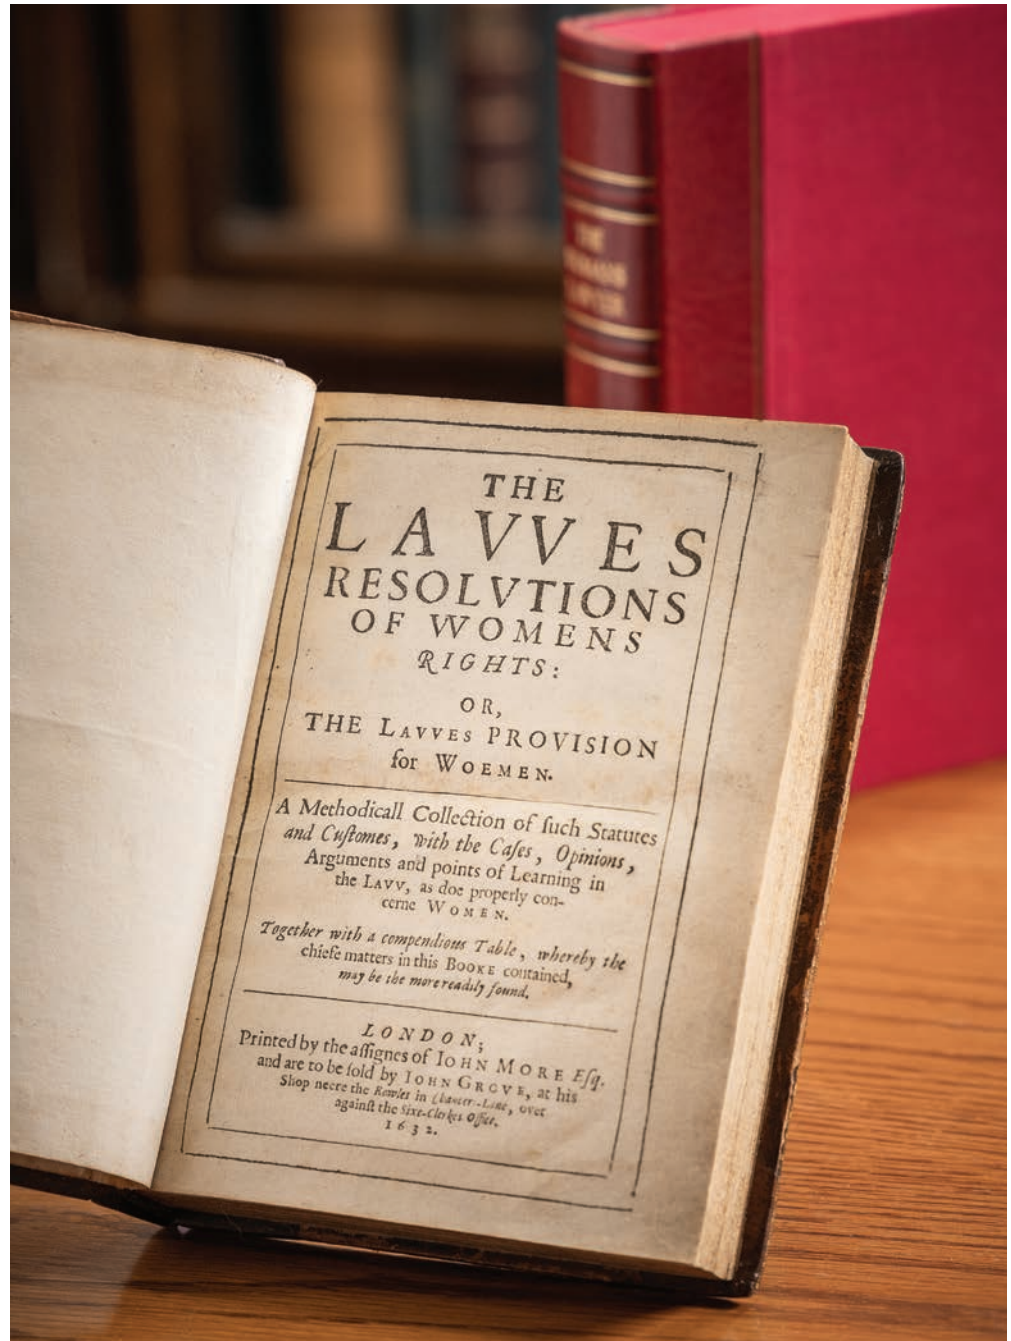 THE
LAVVES
RESOLVTIONS
OF WOMENS
RIGHTS:
OR,
THE LAVVES PROVISION
for WOEMEN.
A Methodicall Collection of ſuch Statutes
and Cuſtomes, with the Caſes, Opinions,
Arguments and points of Learning in
the LAVV, as doe properly con-
cerne WOMEN.
Together with a compendious Table, whereby the
chiefe matters in this BOOKE contained,
may be the more readily found.
LONDON;
Printed by the aſſignes of IOHN MORE Eſq.
and are to be ſold by IOHN GROVE, at his
Shop neere the Rowles in Chancery-Lane, over
againſt the Sixe-Clerkes Office.
1632.
THE